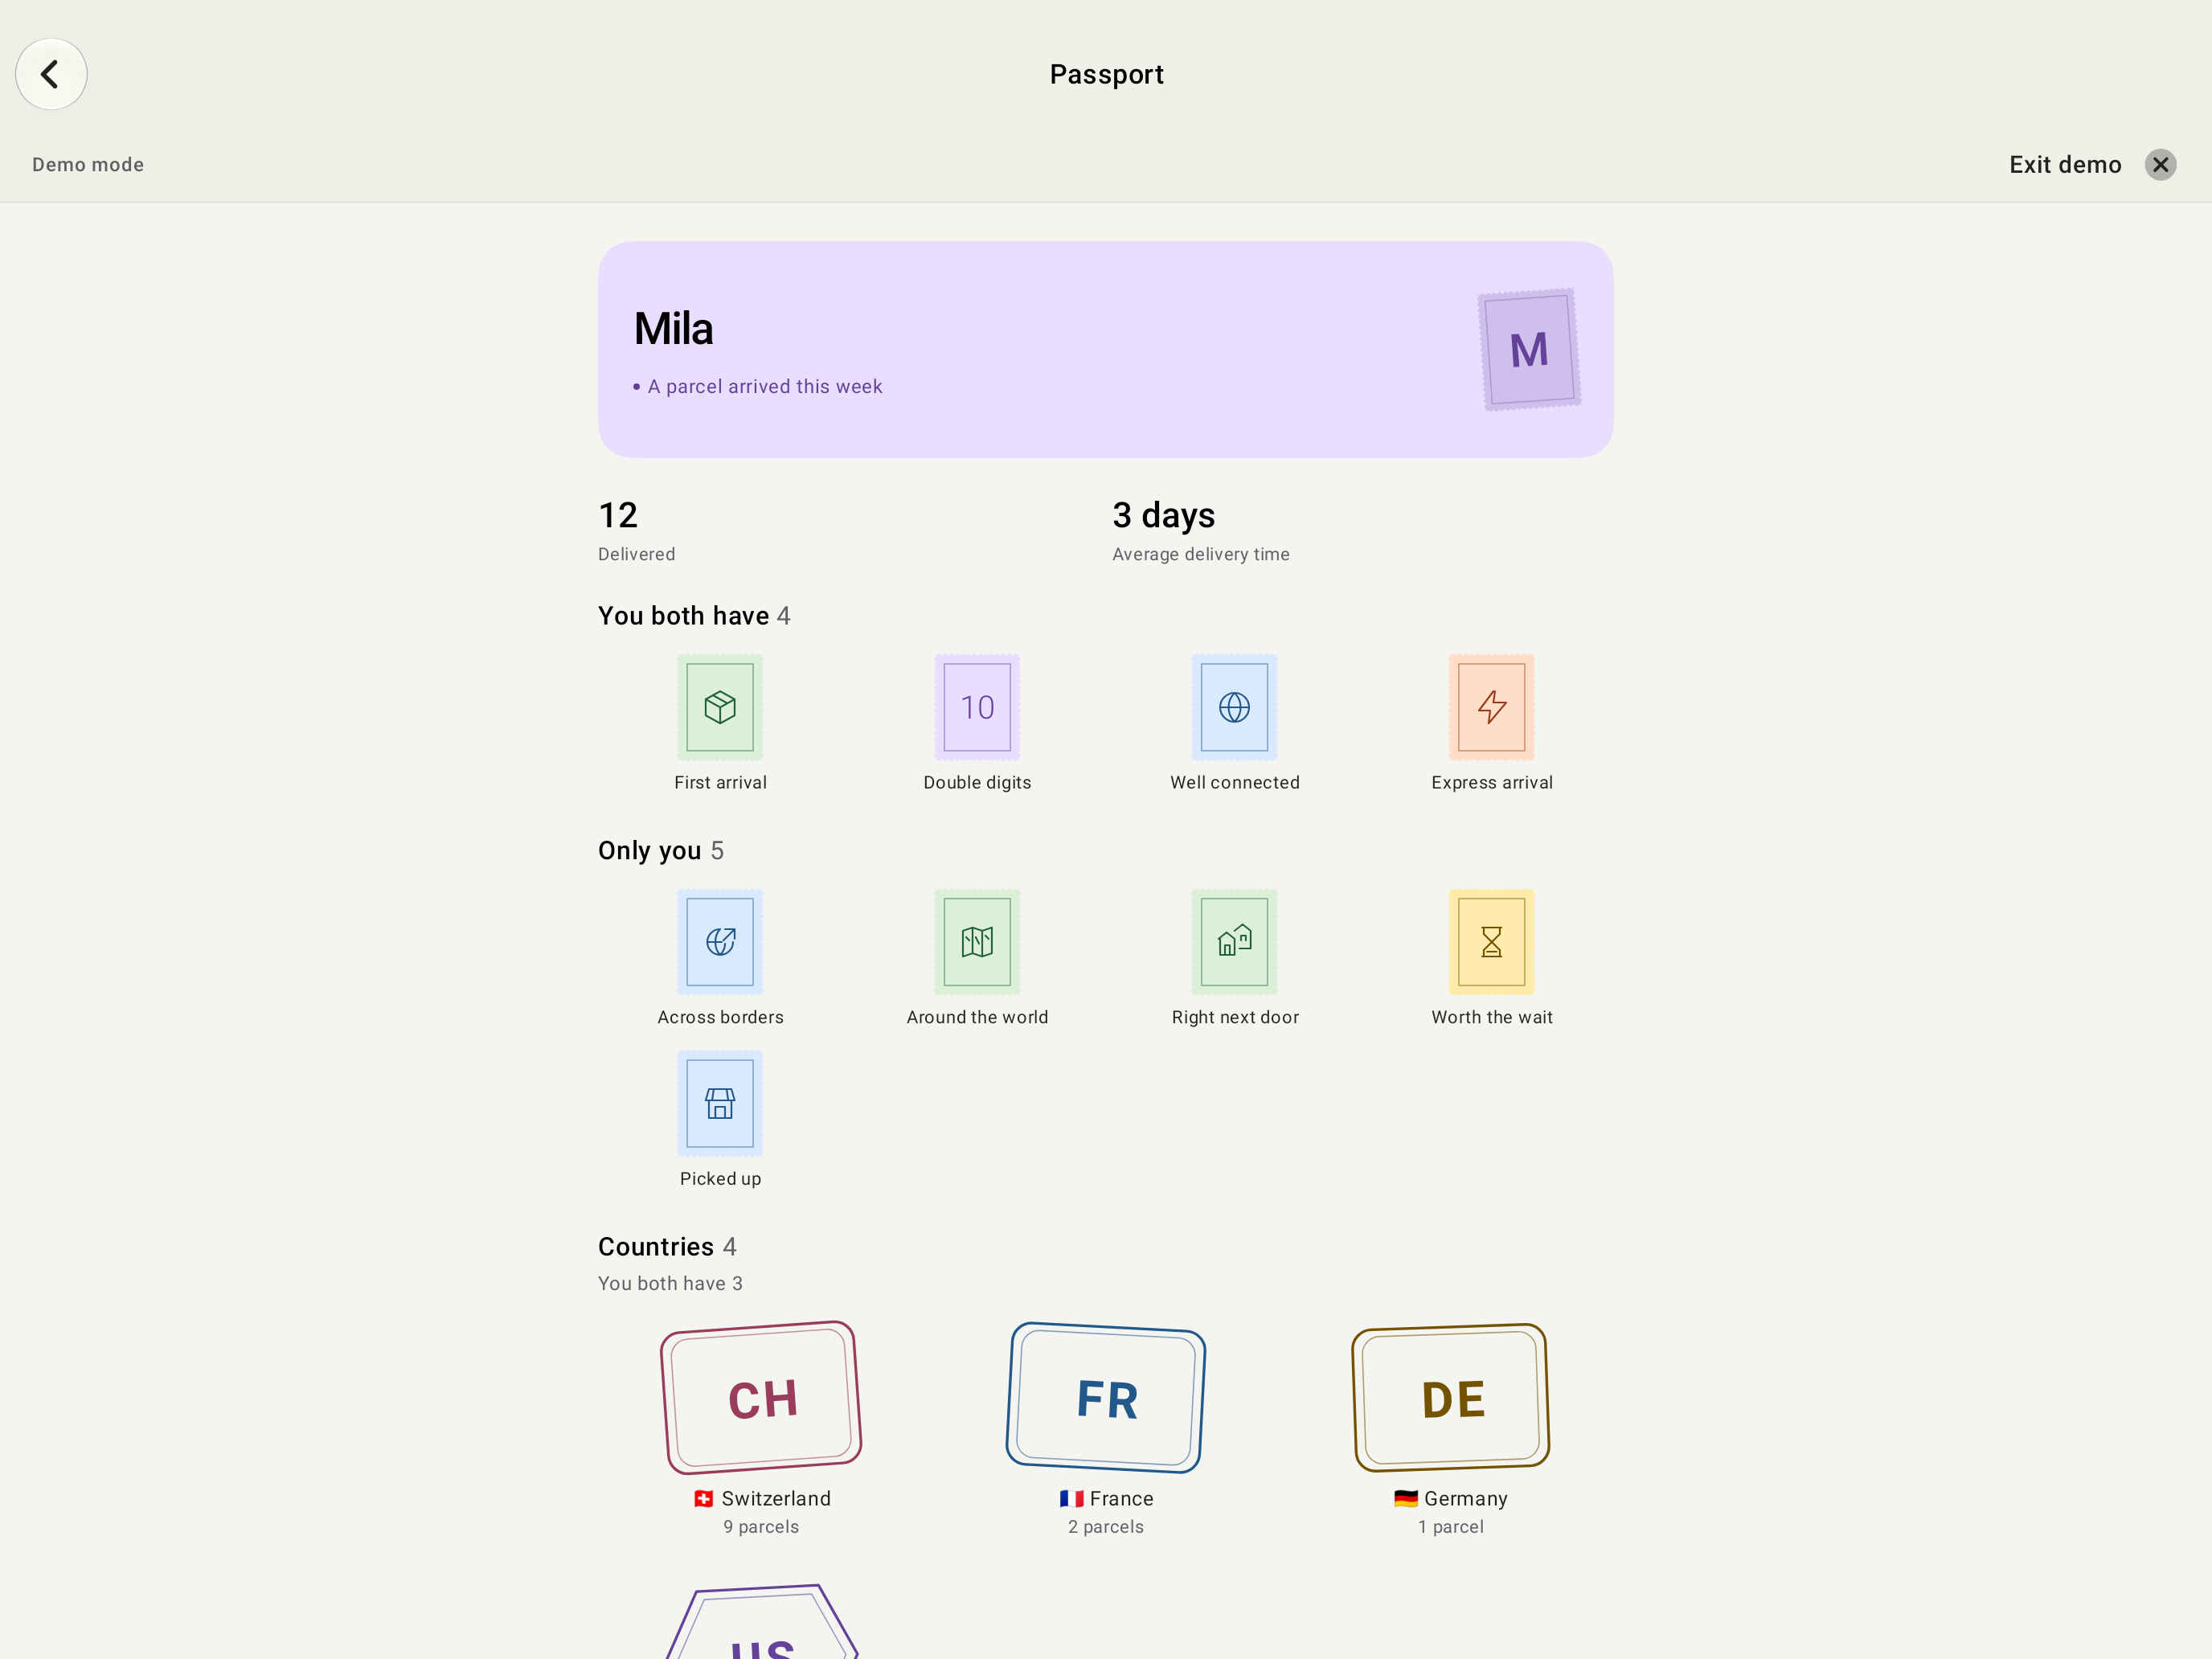 Passport
Demo mode
Exit demo
Mila
• A parcel arrived this week
M
12
Delivered
3 days
Average delivery time
You both have 4
10
First arrival
Double digits
Well connected
Express arrival
Only you 5
Across borders
Around the world
Right next door
Worth the wait
Picked up
Countries 4
You both have 3
CH
FR
DE
🇨🇭 Switzerland
🇫🇷 France
🇩🇪 Germany
9 parcels
2 parcels
1 parcel
US